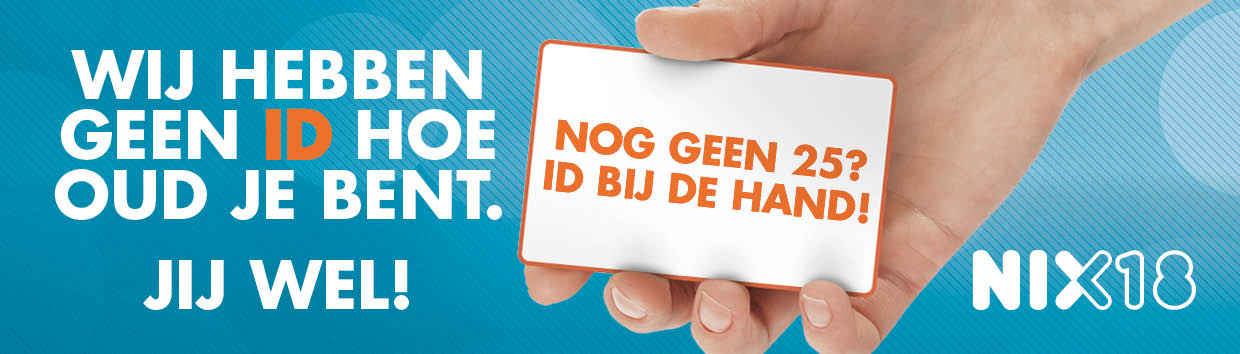 WIJ HEBBEN
GEEN ID HOE
OUD JE BENT.
JIJ WEL!
NOG GEEN 25?
ID BIJ DE HAND!
NIX18